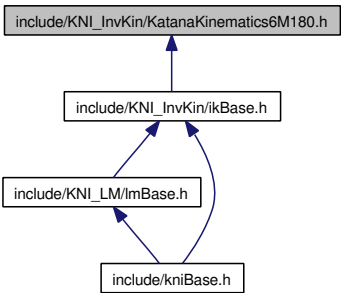 include/KNI_InvKin/KatanaKinematics6M180.h
include/KNI_InvKin/ikBase.h
include/KNI_LM/lmBase.h
include/kniBase.h